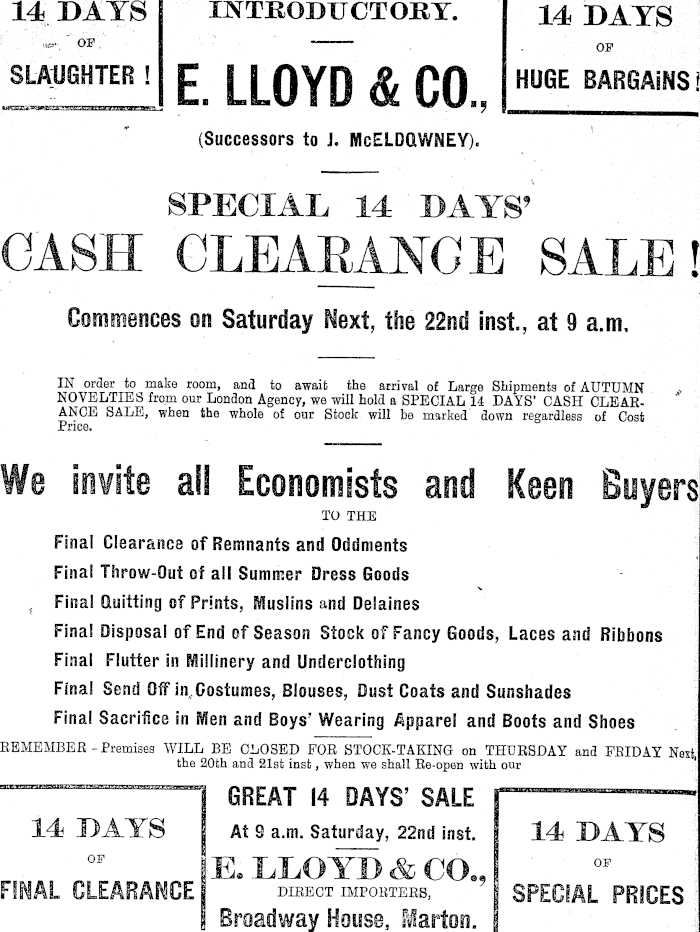 14 DAYS
OF
SLAUGHTER !
INTRODUCTORY.
E. LLOYD & CO.,
14 DAYS
OF
HUGE BARGAINS!
(Successors to J. McELDOWNEY).
SPECIAL 14 DAYS'
CASH CLEARANCE SALE!
Commences on Saturday Next, the 22nd inst., at 9 a.m.
IN order to make room, and to await the arrival of Large Shipments of AUTUMN
NOVELTIES from our London Agency, we will hold a SPECIAL 14 DAYS' CASH CLEAR-
ANCE SALE, when the whole of our Stock will be marked down regardless of Cost
Price.
We invite all Economists and Keen Buyers
TO THE
Final Clearance of Remnants and Oddments
Final Throw-Out of all Summer Dress Goods
Final Quitting of Prints, Muslins and Delaines
Final Disposal of End of Season Stock of Fancy Goods, Laces and Ribbons
Final Flutter in Millinery and Underclothing
Final Send Off in Costumes, Blouses, Dust Coats and Sunshades
Final Sacrifice in Men and Boys' Wearing Apparel and Boots and Shoes
REMEMBER - Premises WILL BE CLOSED FOR STOCK-TAKING on THURSDAY and FRIDAY Next,
the 20th and 21st inst, when we shall Re-open with our
14 DAYS
OF
FINAL CLEARANCE
GREAT 14 DAYS' SALE
At 9 a.m. Saturday, 22nd inst.
E. LLOYD & CO.,
DIRECT IMPORTERS,
Broadway House, Marton.
14 DAYS
OF
SPECIAL PRICES